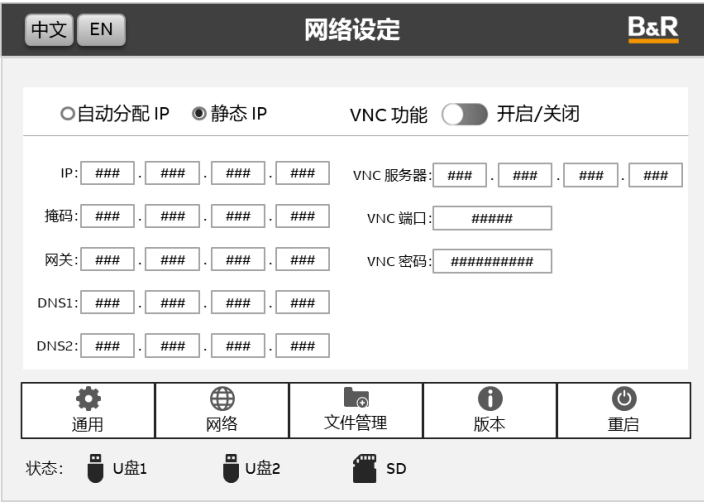 中文 EN 网络设定 B&R
自动分配 IP 静态 IP VNC 功能 开启/关闭
IP: ### . ### . ### . ### VNC 服务器: ### . ### . ### . ###
掩码: ### . ### . ### . ### VNC 端口: #####
网关: ### . ### . ### . ### VNC 密码: ##########
DNS1: ### . ### . ### . ###
DNS2: ### . ### . ### . ###
通用 网络 文件管理 版本 重启
状态: U盘1 U盘2 SD